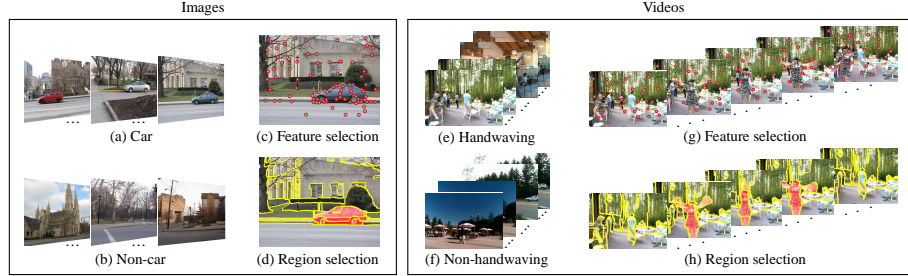 Images
Videos
(a) Car
(c) Feature selection
(b) Non-car
(d) Region selection
(e) Handwaving
(g) Feature selection
(f) Non-handwaving
(h) Region selection